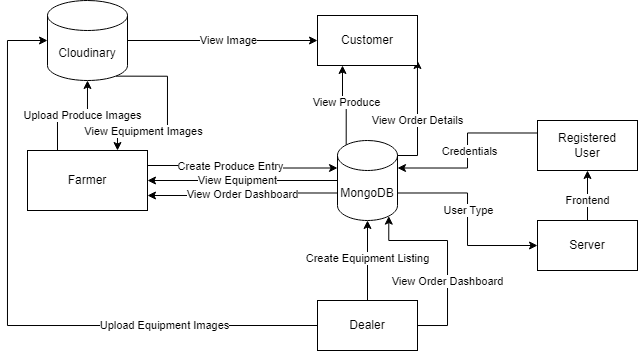 Cloudinary
View Image
Customer
Upload Produce Images
View Produce
View Order Details
View Equipment Images
Registered
User
Credentials
Create Produce Entry
Farmer
View Equipment
View Order Dashboard
MongoDB
Frontend
User Type
Server
Create Equipment Listing
View Order Dashboard
Upload Equipment Images
Dealer